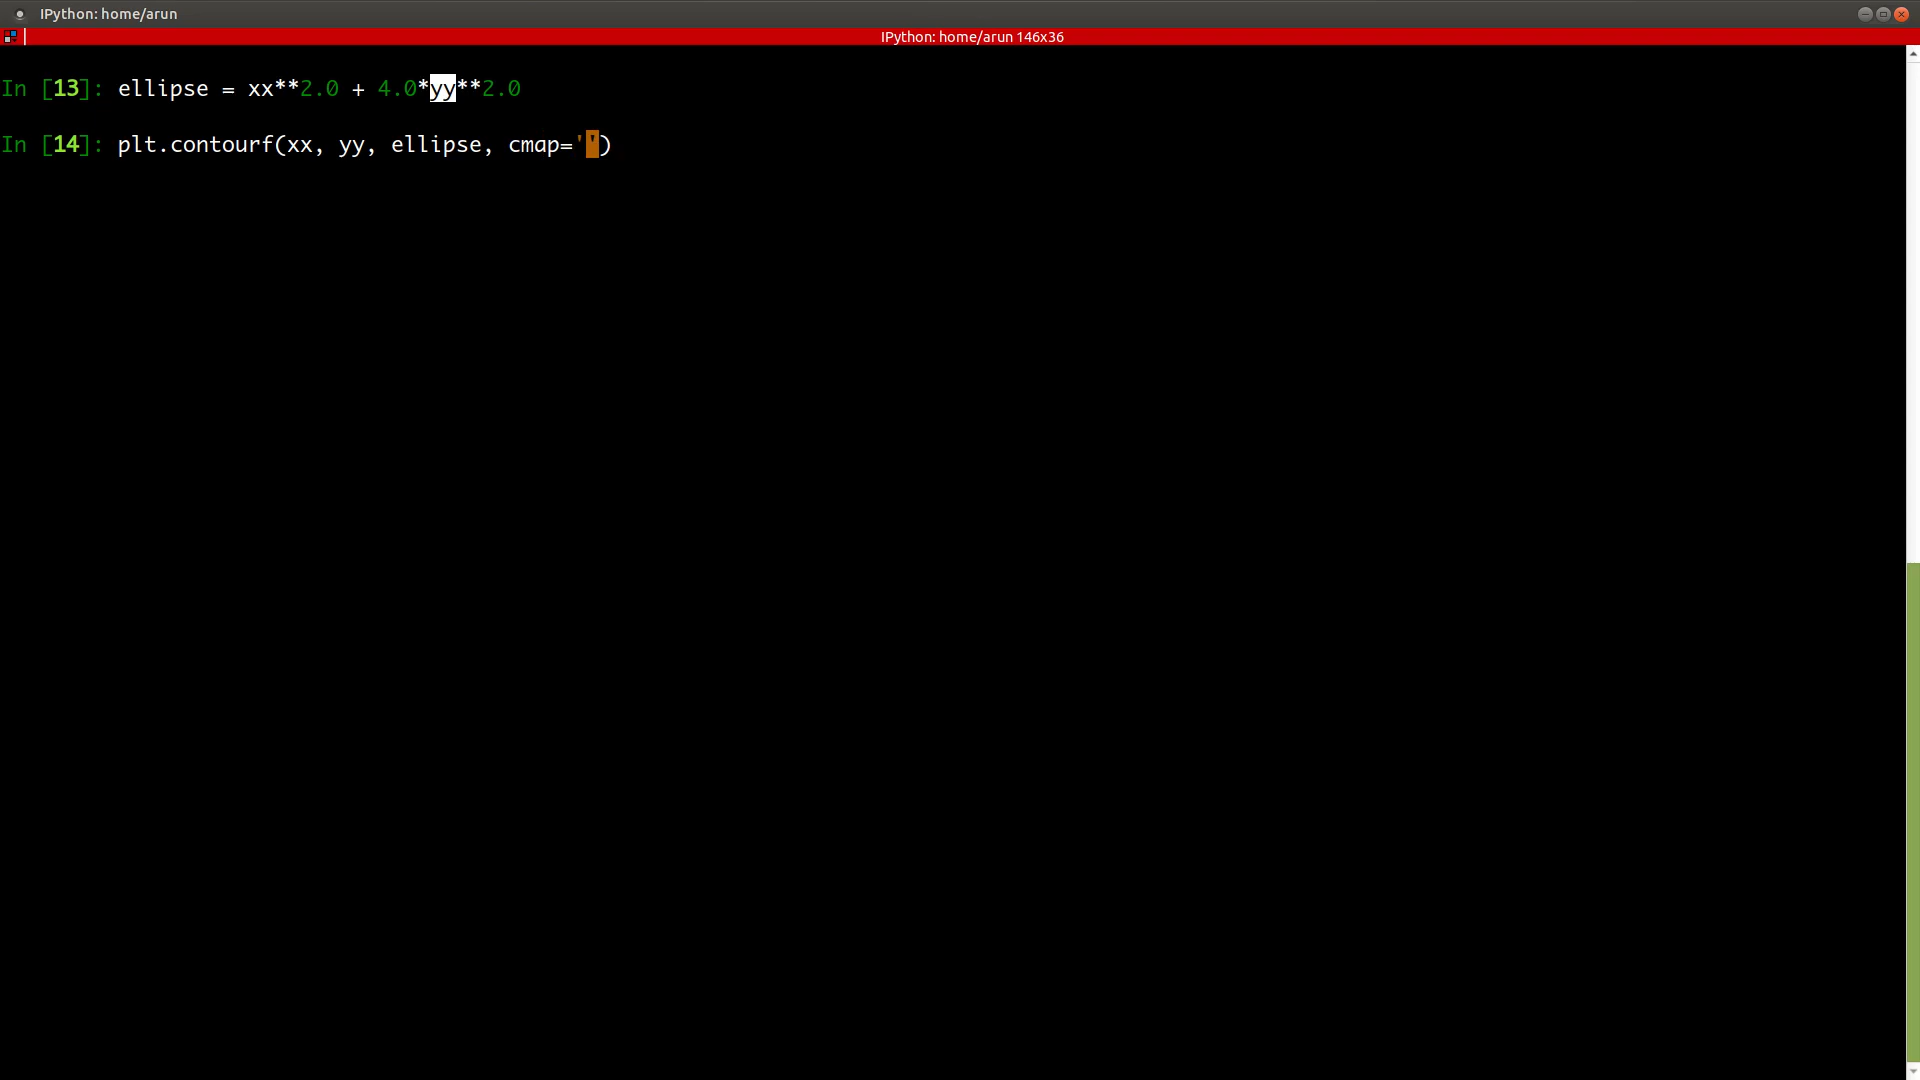 IPython: home/arun
IPython: home/arun 146x36
In [13]: ellipse = xx**2.0 + 4.0*yy**2.0
In [14]: plt.contourf(xx, yy, ellipse, cmap='')